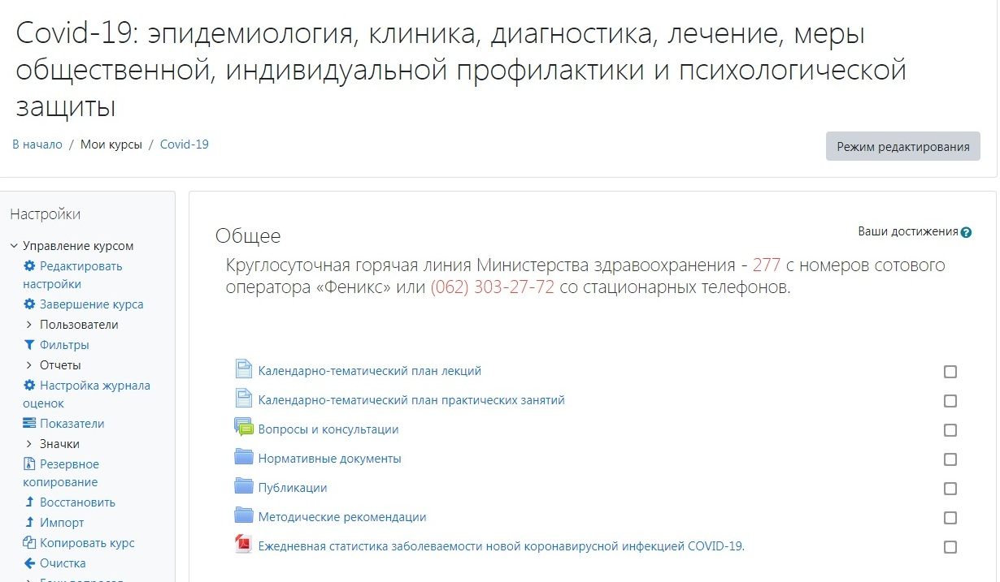 Covid-19: эпидемиология, клиника, диагностика, лечение, меры
общественной, индивидуальной профилактики и психологической
защиты
В начало / Мои курсы / Covid-19
Режим редактирования
Настройки
Управление курсом
Редактировать
настройки
Завершение курса
Пользователи
Фильтры
Отчеты
Настройка журнала
оценок
Показатели
Значки
Резервное
копирование
Восстановить
Импорт
Копировать курс
Очистка
Ваши достижения
Общее
Круглосуточная горячая линия Министерства здравоохранения - 277 с номеров сотового
оператора «Феникс» или (062) 303-27-72 со стационарных телефонов.
Календарно-тематический план лекций
Календарно-тематический план практических занятий
Вопросы и консультации
Нормативные документы
Публикации
Методические рекомендации
Ежедневная статистика заболеваемости новой коронавирусной инфекцией COVID-19.